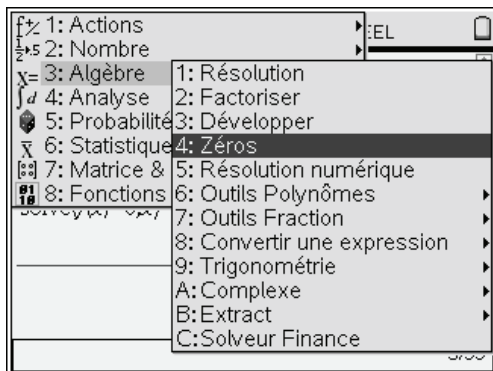 1: Actions
2: Nombre
3: Algèbre
4: Analyse
5: Probabilité
6: Statistique
7: Matrice &
8: Fonctions
1: Résolution
2: Factoriser
3: Développer
4: Zéros
5: Résolution numérique
6: Outils Polynômes
7: Outils Fraction
8: Convertir une expression
9: Trigonométrie
A: Complexe
B: Extract
C: Solveur Finance